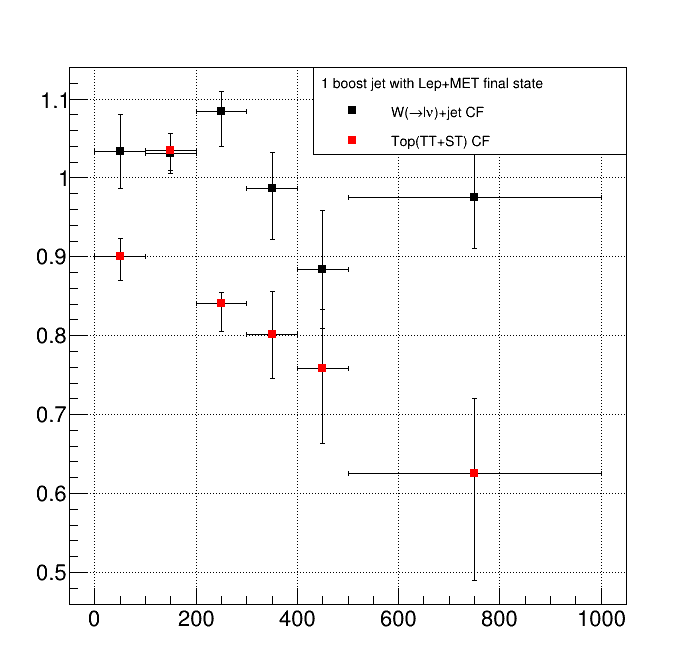 1 boost jet with Lep+MET final state
W(→lν)+jet CF
Top(TT+ST) CF
1.1
1
0.9
0.8
0.7
0.6
0.5
0 200 400 600 800 1000